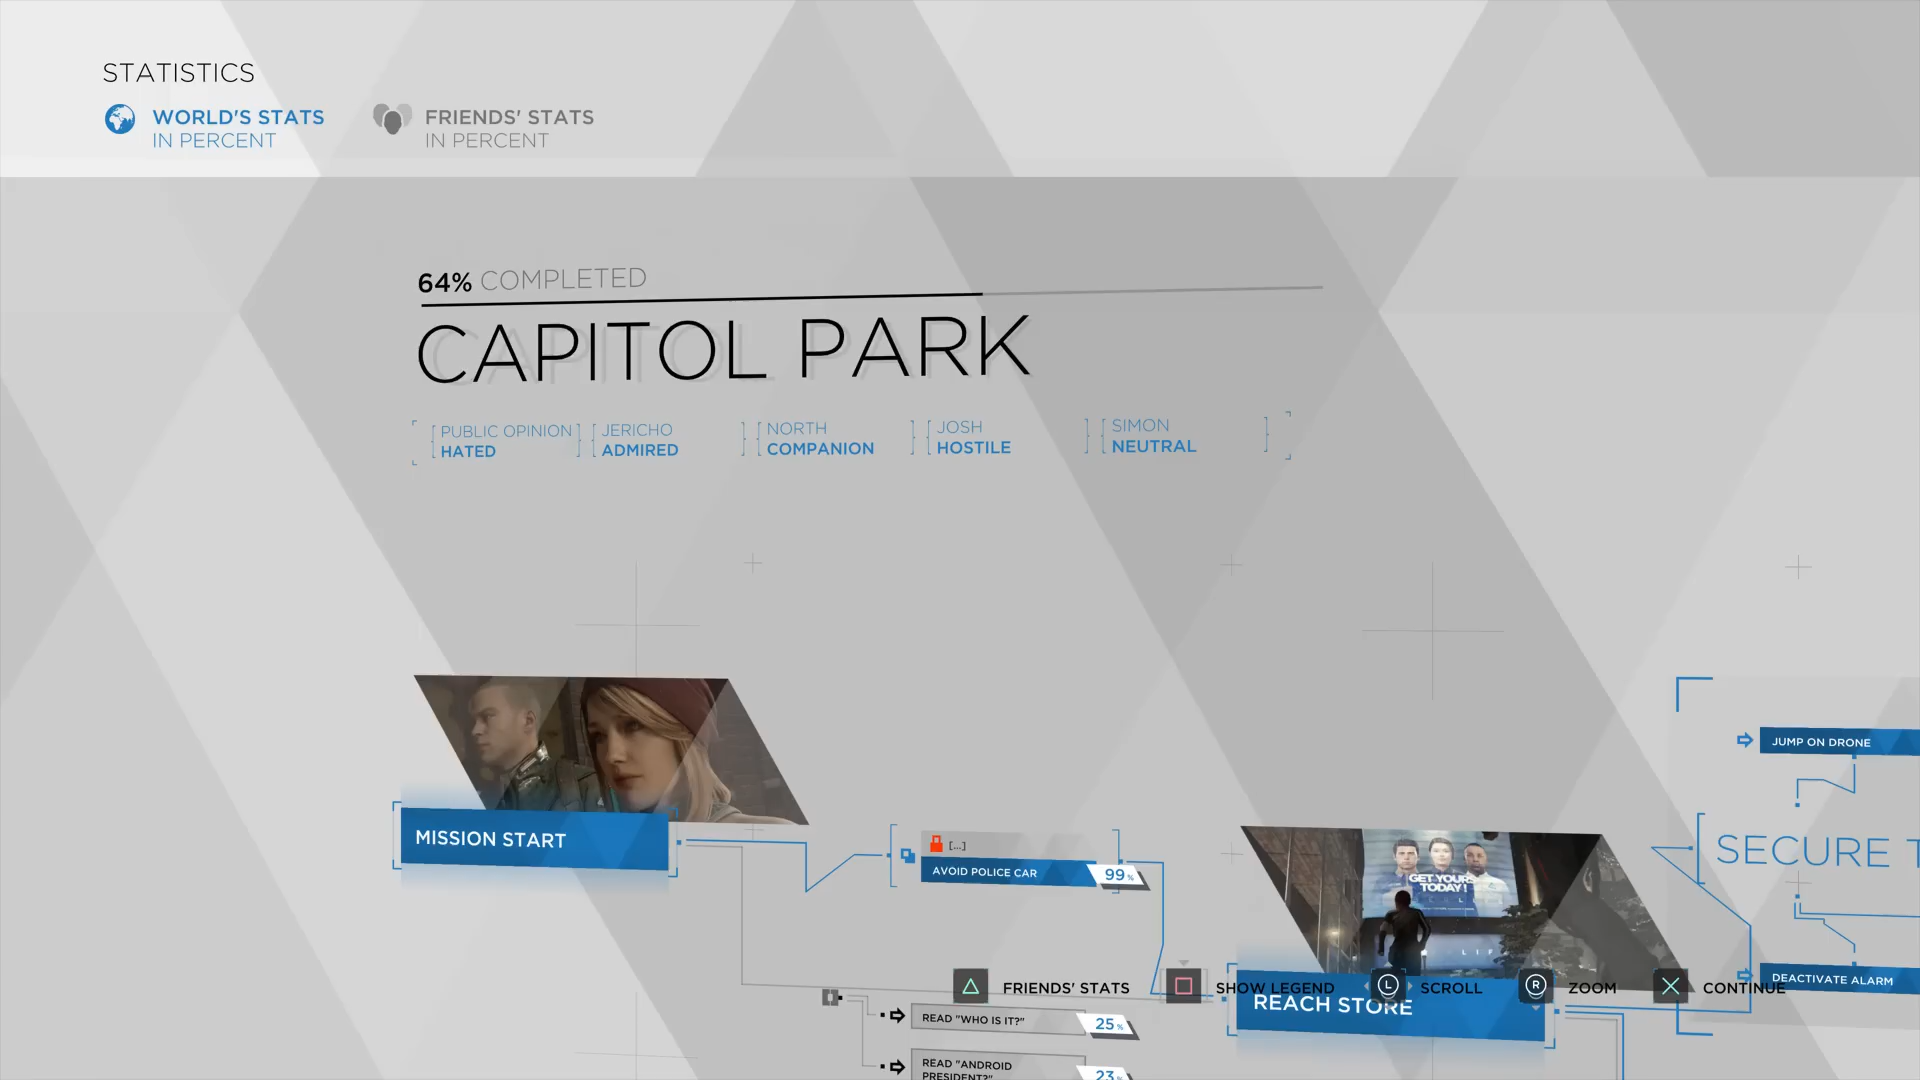 STATISTICS
WORLD'S STATS
IN PERCENT
FRIENDS' STATS
IN PERCENT
64% COMPLETED
CAPITOL PARK
PUBLIC OPINION
HATED
JERICHO
ADMIRED
NORTH
COMPANION
JOSH
HOSTILE
SIMON
NEUTRAL
MISSION START
[...]
AVOID POLICE CAR 99%
GET YOURS
TODAY!
JUMP ON DRONE
SECURE
DEACTIVATE ALARM
REACH STORE
READ "WHO IS IT?" 25%
READ "ANDROID
PRESIDENT?" 23%
FRIENDS' STATS
SHOW LEGEND
L SCROLL
R ZOOM
CONTINUE